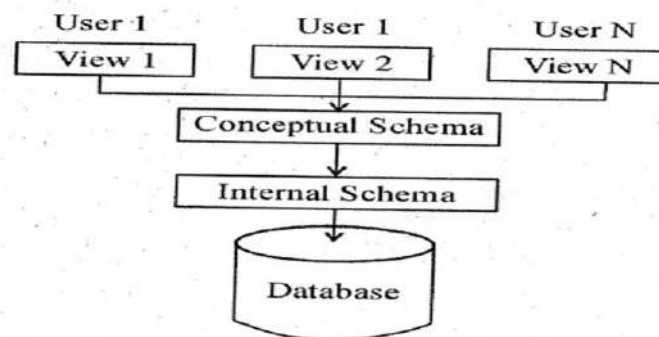 User 1 User 1 User N
View 1 View 2 View N
Conceptual Schema
Internal Schema
Database